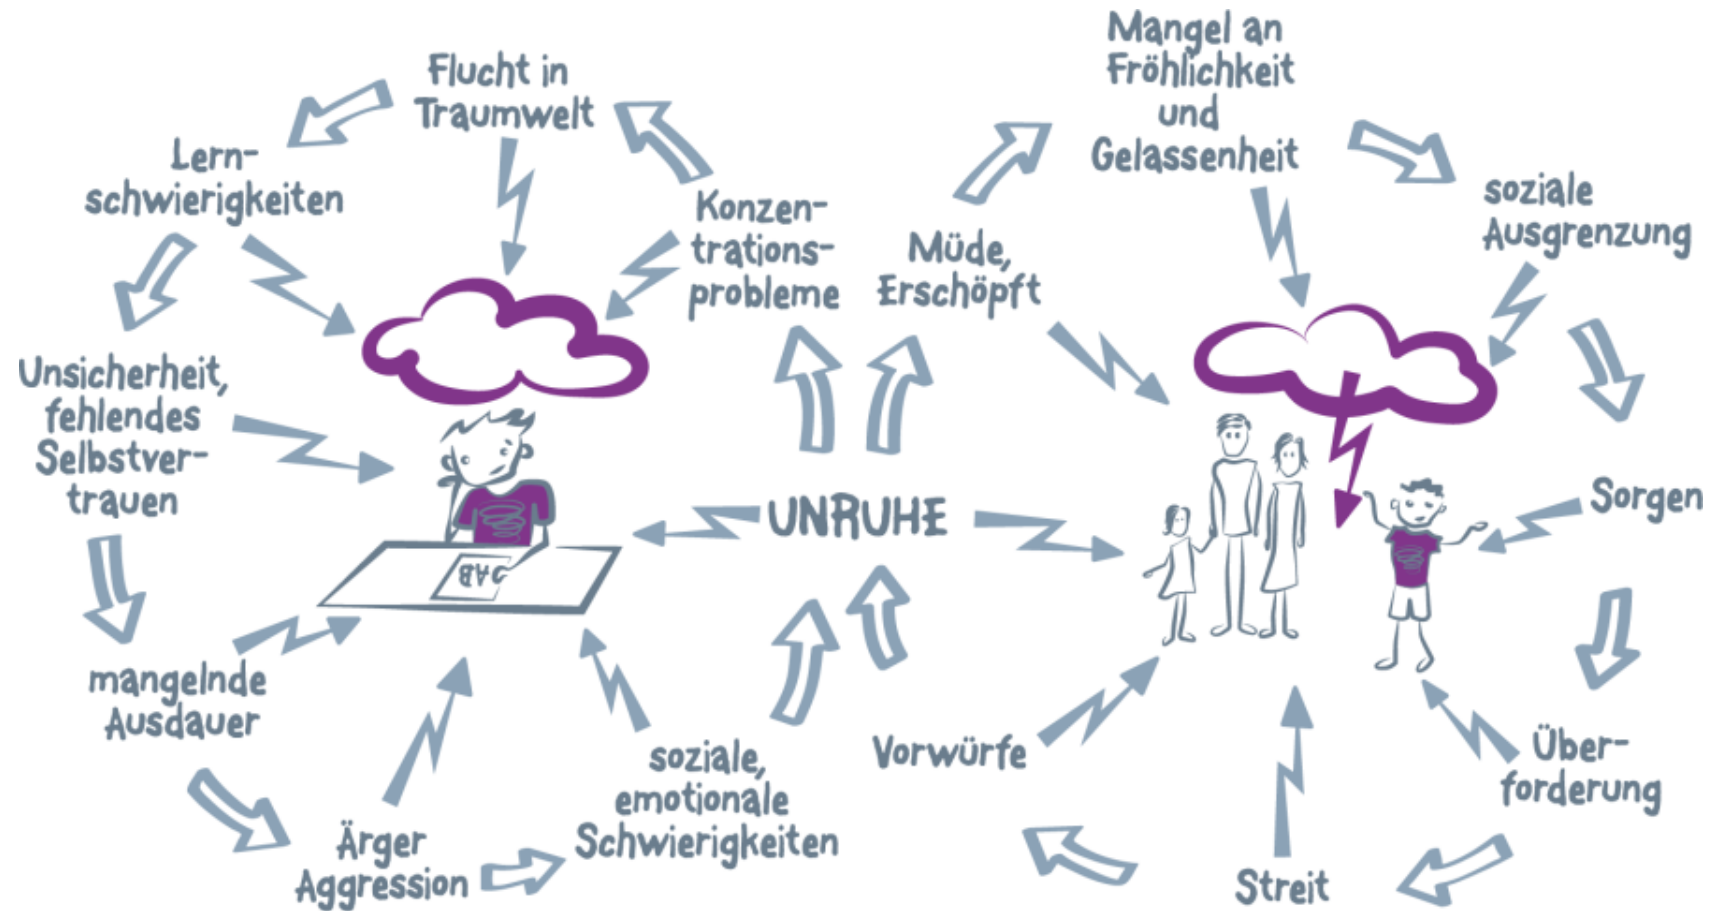 Flucht in
Traumwelt
Lern-
schwierigkeiten
Konzen-
trations-
probleme
Unsicherheit,
fehlendes
Selbstver-
trauen
mangelnde
Ausdauer
Ärger
Aggression
soziale,
emotionale
Schwierigkeiten
UNRUHE
Müde,
Erschöpft
Mangel an
Fröhlichkeit
und
Gelassenheit
soziale
Ausgrenzung
Sorgen
Über-
forderung
Streit
Vorwürfe